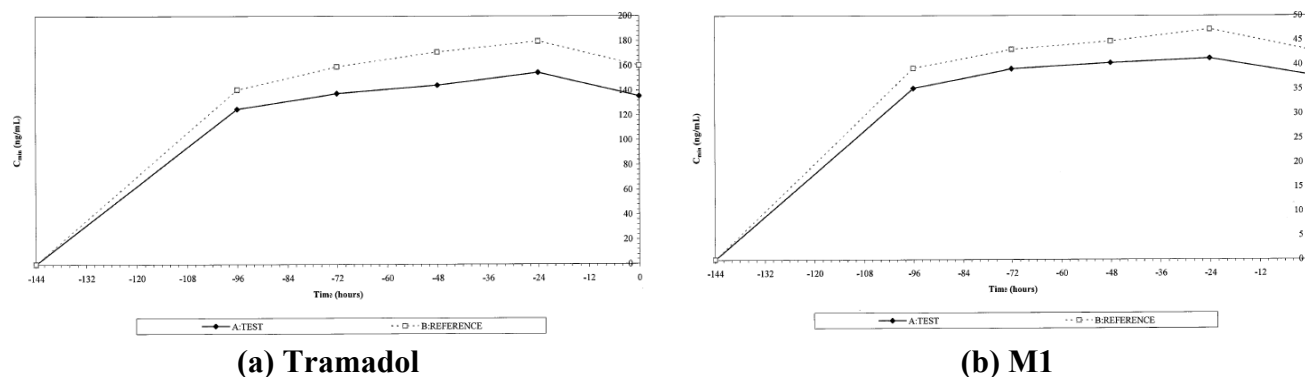 200
180
160
140
120
100
80
60
40
20
0
C_min (ng/mL)
-144 -132 -120 -108 -96 -84 -72 -60 -48 -36 -24 -12 0
Time (hours)
A:TEST B:REFERENCE
(a) Tramadol
50
45
40
35
30
25
20
15
10
5
0
C_min (ng/mL)
-144 -132 -120 -108 -96 -84 -72 -60 -48 -36 -24 -12
Time (hours)
A:TEST B:REFERENCE
(b) M1